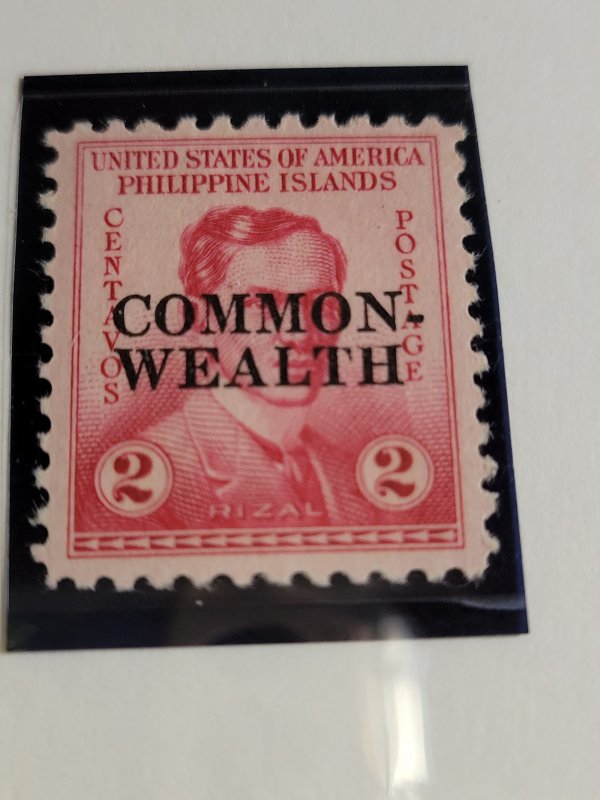 UNITED STATES OF AMERICA
PHILIPPINE ISLANDS
CENTAVOS
POSTAGE
COMMON-
WEALTH
2
2
RIZAL